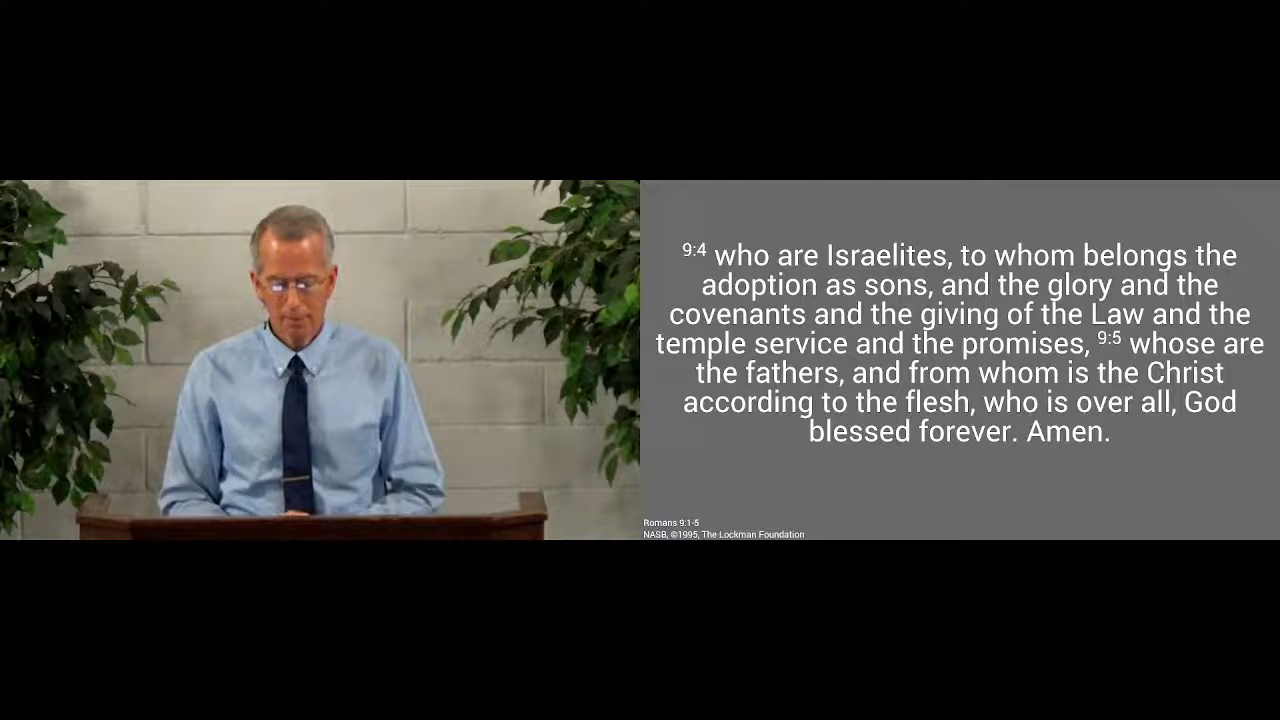 9:4 who are Israelites, to whom belongs the
adoption as sons, and the glory and the
covenants and the giving of the Law and the
temple service and the promises, 9:5 whose are
the fathers, and from whom is the Christ
according to the flesh, who is over all, God
blessed forever. Amen.
Romans 9:1-5
NASB, ©1995, The Lockman Foundation